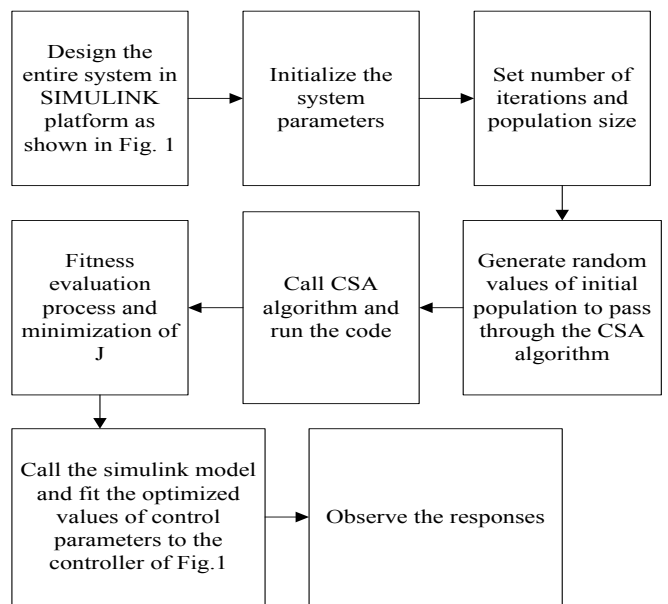 Design the
entire system in
SIMULINK
platform as
shown in Fig. 1
Initialize the
system
parameters
Set number of
iterations and
population size
Generate random
values of initial
population to pass
through the CSA
algorithm
Call CSA
algorithm and
run the code
Fitness
evaluation
process and
minimization of
J
Call the simulink model
and fit the optimized
values of control
parameters to the
controller of Fig.1
Observe the responses